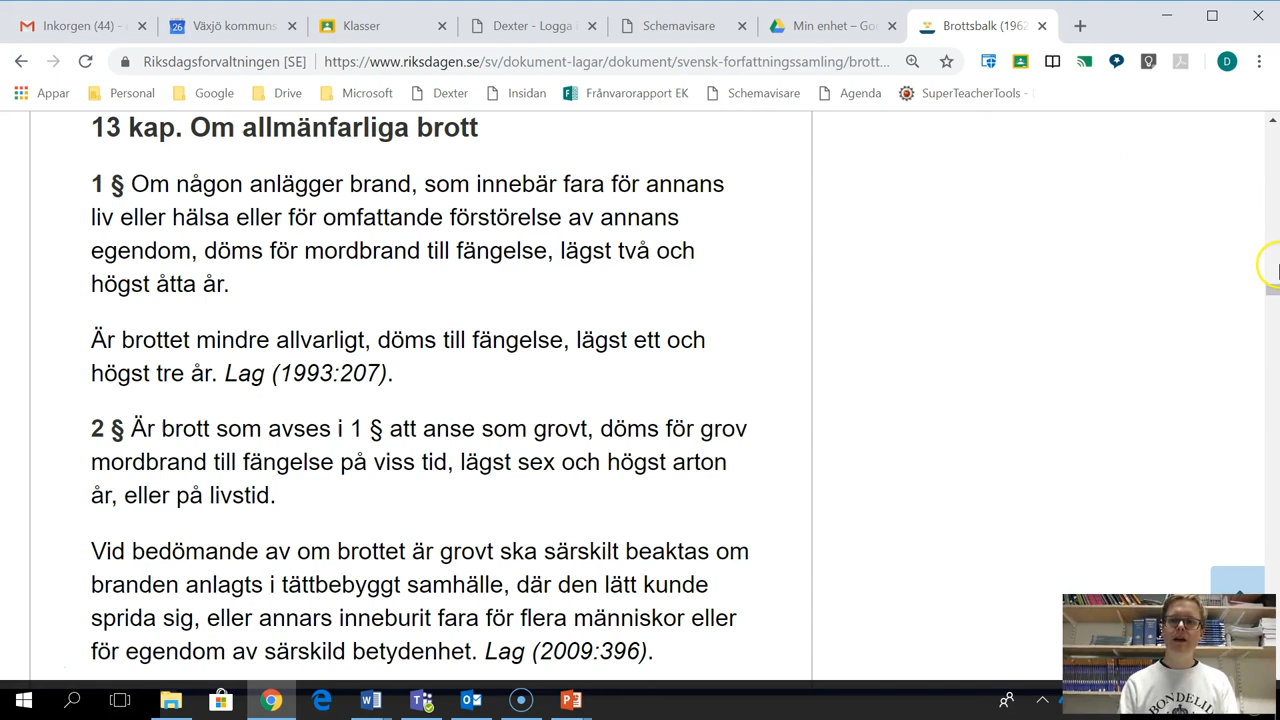 Inkorgen (44) -
26
Växjö kommuns
Klasser
Dexter - Logga i
Schemavisare
Min enhet – Goo
Brottsbalk (1962
Riksdagsforvaltningen [SE]
https://www.riksdagen.se/sv/dokument-lagar/dokument/svensk-forfattningssamling/brott...
D
Appar
Personal
Google
Drive
Microsoft
Dexter
Insidan
Frånvarorapport EK
Schemavisare
Agenda
SuperTeacherTools -
13 kap. Om allmänfarliga brott
1 § Om någon anlägger brand, som innebär fara för annans
liv eller hälsa eller för omfattande förstörelse av annans
egendom, döms för mordbrand till fängelse, lägst två och
högst åtta år.
Är brottet mindre allvarligt, döms till fängelse, lägst ett och
högst tre år. Lag (1993:207).
2 § Är brott som avses i 1 § att anse som grovt, döms för grov
mordbrand till fängelse på viss tid, lägst sex och högst arton
år, eller på livstid.
Vid bedömande av om brottet är grovt ska särskilt beaktas om
branden anlagts i tättbebyggt samhälle, där den lätt kunde
sprida sig, eller annars inneburit fara för flera människor eller
för egendom av särskild betydenhet. Lag (2009:396).